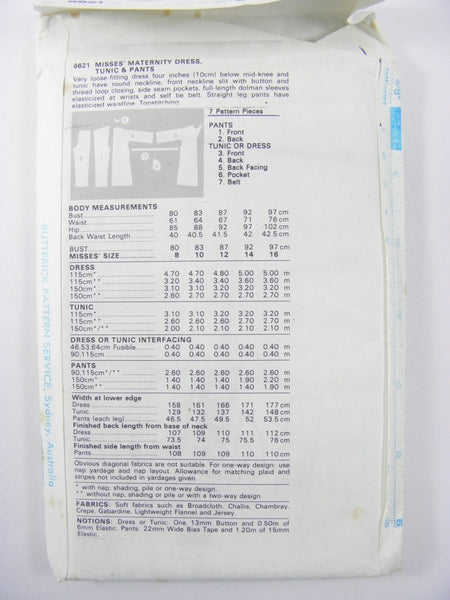 6621 MISSES' MATERNITY DRESS,
TUNIC & PANTS
Very loose-fitting dress four inches (10cm) below mid-knee and
tunic have round neckline, front neckline slit with button and
thread loop closing, side seam pockets, full-length dolman sleeves
elasticized at wrists and self belt. Straight leg pants have
elasticized waistline. Topstitching.
7 Pattern Pieces
PANTS
1. Front
2. Back
TUNIC OR DRESS
3. Front
4. Back
5. Back Facing
6. Pocket
7. Belt
BODY MEASUREMENTS
Bust 80 83 87 92 97 cm
Waist 61 64 67 71 76 cm
Hip 85 88 92 97 102 cm
Back Waist Length 40 40.5 41.5 42 42.5 cm
BUST 80 83 87 92 97 cm
MISSES' SIZE 8 10 12 14 16
DRESS
115cm* 4.70 4.70 4.80 5.00 5.00 m
115cm** 3.20 3.40 3.40 3.60 3.60 m
150cm* 3.10 3.10 3.20 3.20 3.20 m
150cm** 2.60 2.70 2.70 2.70 2.70 m
TUNIC
115cm* 3.10 3.10 3.20 3.20 3.20 m
115cm** 2.60 2.60 2.60 2.70 2.70 m
150cm*/** 2.00 2.10 2.10 2.10 2.10 m
DRESS OR TUNIC INTERFACING
46,53,64cm Fusible 0.40 0.40 0.40 0.40 0.40 m
90,115cm 0.40 0.40 0.40 0.40 0.40 m
PANTS
90,115cm*/** 2.60 2.60 2.60 2.60 2.60 m
150cm* 1.40 1.40 1.40 1.90 2.20 m
150cm** 1.40 1.40 1.40 1.40 1.90 m
Width at lower edge
Dress 158 161 166 171 177 cm
Tunic 129 132 137 142 148 cm
Pants (each leg) 46.5 47.5 49.5 52 53.5 cm
Finished back length from base of neck
Dress 107 109 110 111 112 cm
Tunic 73.5 74 75 75.5 76 cm
Finished side length from waist
Pants 108 109 109 110 110 cm
Obvious diagonal fabrics are not suitable. For one-way design: use
nap yardage and nap layout. Allowance for matching plaid and
stripes not included in yardages given.
* with nap, shading, pile or one-way design.
** without nap, shading or pile or with a two-way design.
FABRICS: Soft fabrics such as Broadcloth, Challis, Chambray,
Crepe, Gabardine, Lightweight Flannel and Jersey.
NOTIONS: Dress or Tunic: One 13mm Button and 0.50m of
6mm Elastic. Pants: 22mm Wide Bias Tape and 1.20m of 15mm
Elastic.
BUTTERICK PATTERN SERVICE, Sydney, Australia